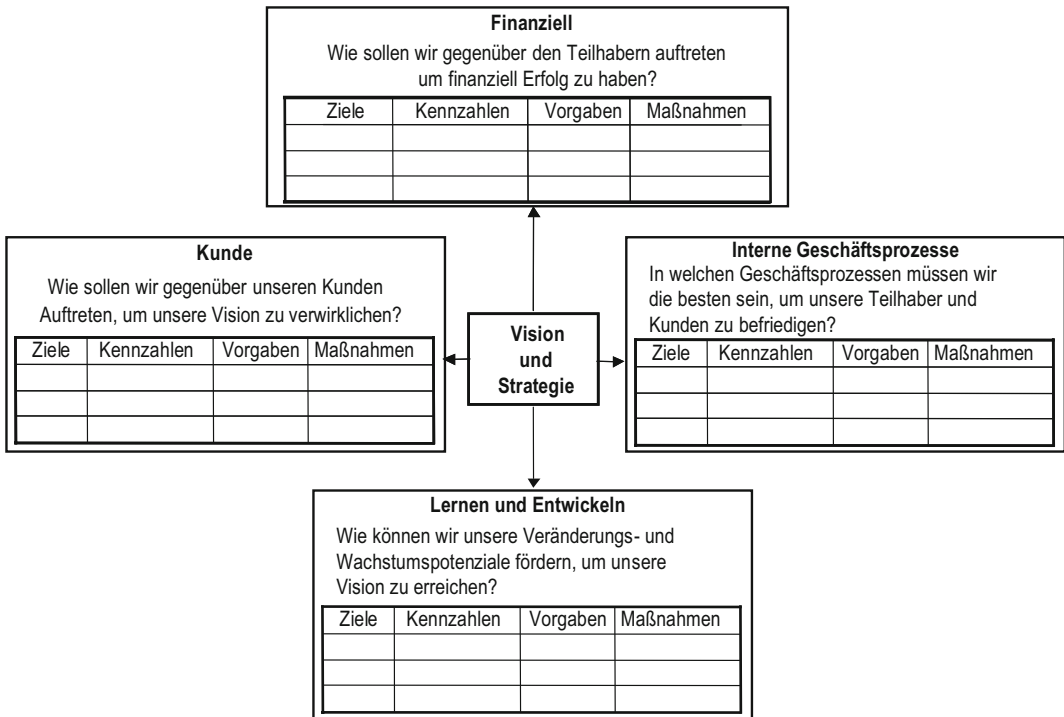 Finanziell
Wie sollen wir gegenüber den Teilhabern auftreten
um finanziell Erfolg zu haben?
Ziele Kennzahlen Vorgaben Maßnahmen
Kunde
Wie sollen wir gegenüber unseren Kunden
Auftreten, um unsere Vision zu verwirklichen?
Ziele Kennzahlen Vorgaben Maßnahmen
Vision
und
Strategie
Interne Geschäftsprozesse
In welchen Geschäftsprozessen müssen wir
die besten sein, um unsere Teilhaber und
Kunden zu befriedigen?
Ziele Kennzahlen Vorgaben Maßnahmen
Lernen und Entwickeln
Wie können wir unsere Veränderungs- und
Wachstumspotenziale fördern, um unsere
Vision zu erreichen?
Ziele Kennzahlen Vorgaben Maßnahmen